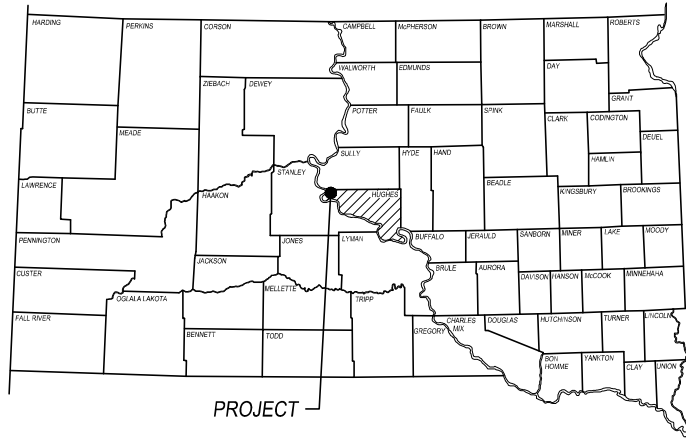 HARDING
PERKINS
CORSON
CAMPBELL
McPHERSON
BROWN
MARSHALL
ROBERTS
WALWORTH
EDMUNDS
DAY
ZIEBACH
DEWEY
GRANT
BUTTE
POTTER
FAULK
SPINK
CLARK
CODINGTON
MEADE
DEUEL
SULLY
HYDE
HAND
HAMLIN
STANLEY
LAWRENCE
HAAKON
HUGHES
BEADLE
KINGSBURY
BROOKINGS
PENNINGTON
JONES
LYMAN
BUFFALO
JERAULD
SANBORN
MINER
LAKE
MOODY
JACKSON
CUSTER
BRULE
AURORA
DAVISON
HANSON
McCOOK
MINNEHAHA
MELLETTE
OGLALA LAKOTA
TRIPP
FALL RIVER
GREGORY
CHARLES
MIX
DOUGLAS
HUTCHINSON
TURNER
LINCOLN
BENNETT
TODD
BON
HOMME
YANKTON
CLAY
UNION
PROJECT